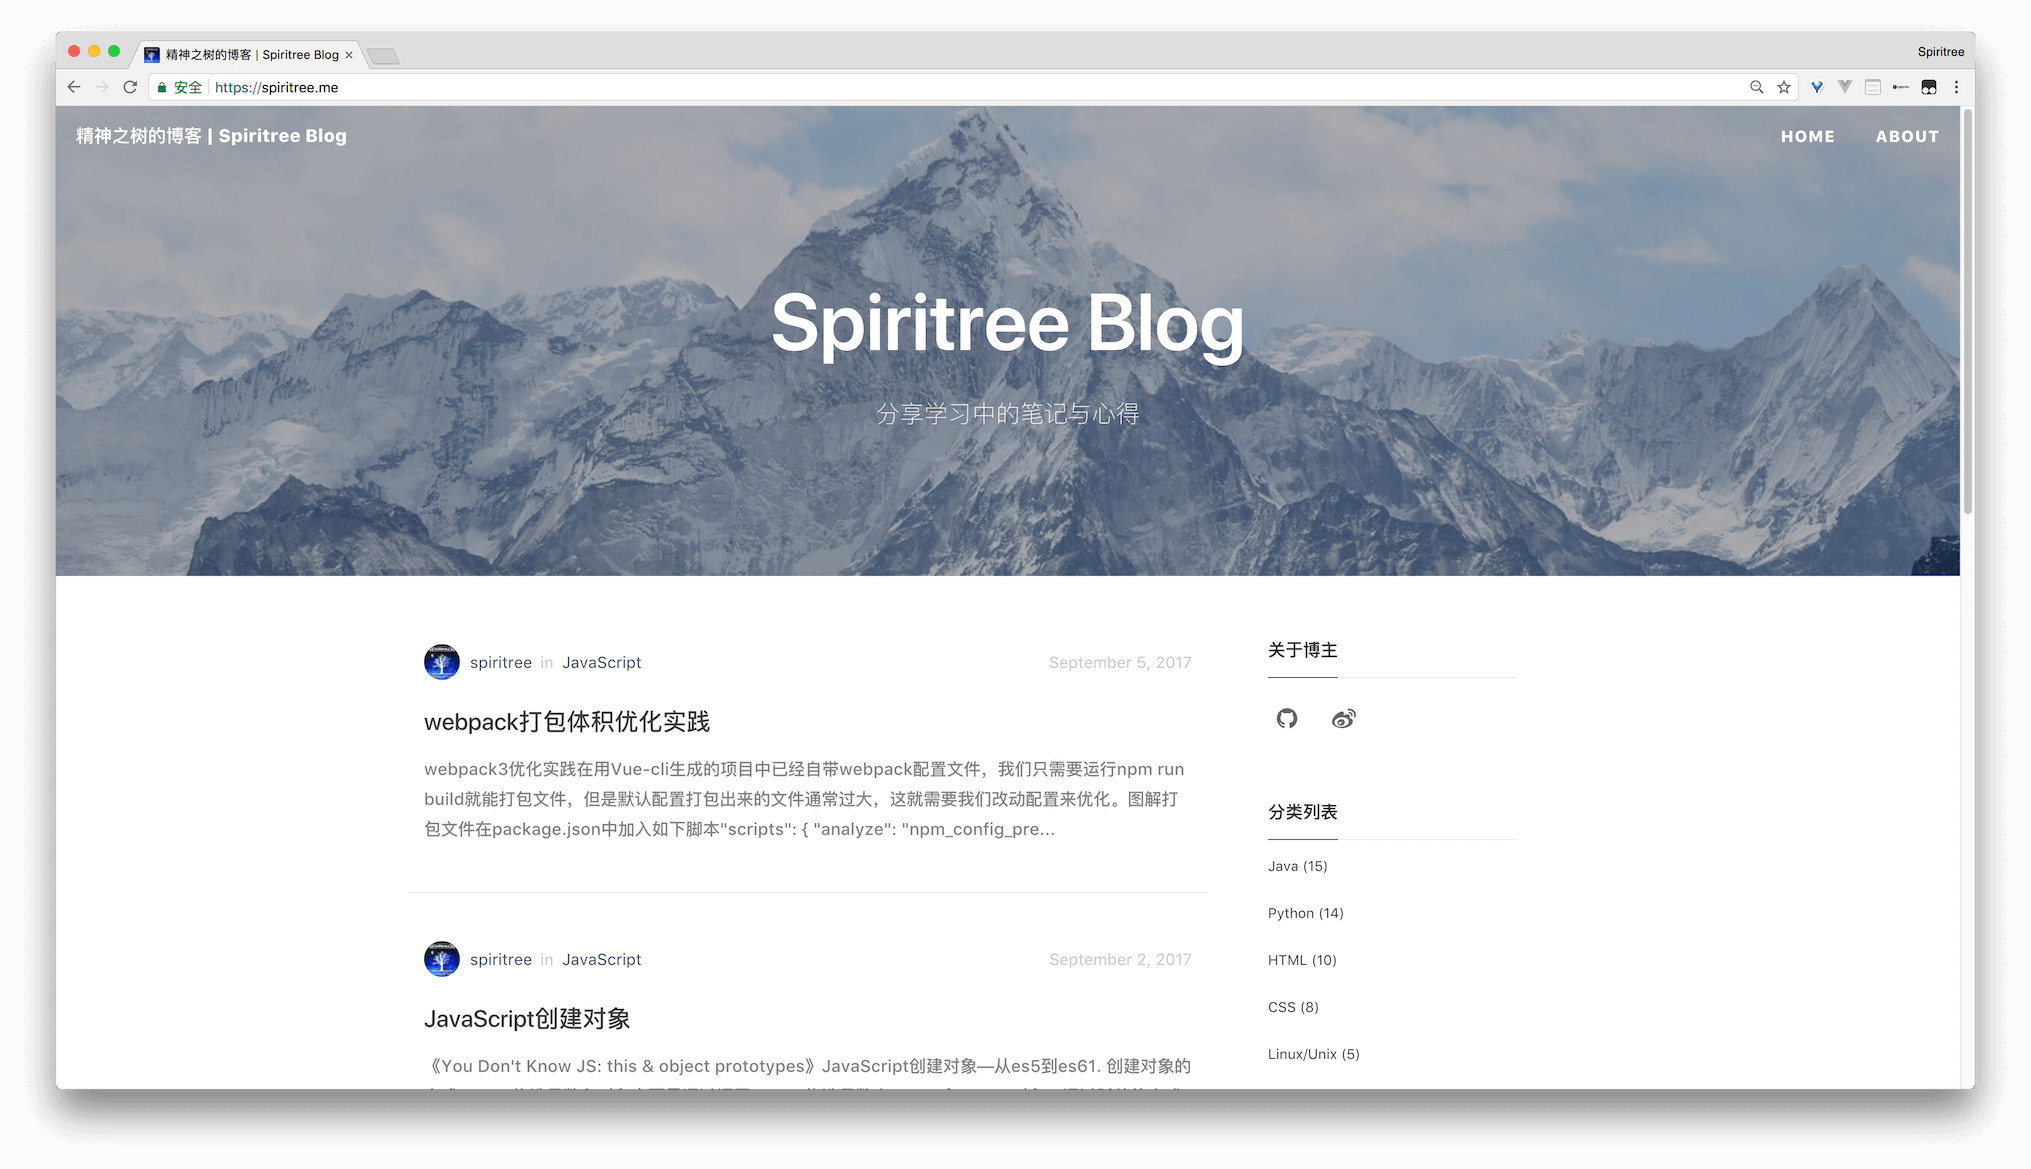 精神之树的博客 | Spiritree Blog
Spiritree
安全 https://spiritree.me
精神之树的博客 | Spiritree Blog
HOME ABOUT
Spiritree Blog
分享学习中的笔记与心得
spiritree in JavaScript
September 5, 2017
webpack打包体积优化实践
webpack3优化实践在用Vue-cli生成的项目中已经自带webpack配置文件，我们只需要运行npm run
build就能打包文件，但是默认配置打包出来的文件通常过大，这就需要我们改动配置来优化。图解打
包文件在package.json中加入如下脚本"scripts": { "analyze": "npm_config_pre...
spiritree in JavaScript
September 2, 2017
JavaScript创建对象
《You Don't Know JS: this & object prototypes》JavaScript创建对象—从es5到es61. 创建对象的
关于博主
分类列表
Java (15)
Python (14)
HTML (10)
CSS (8)
Linux/Unix (5)